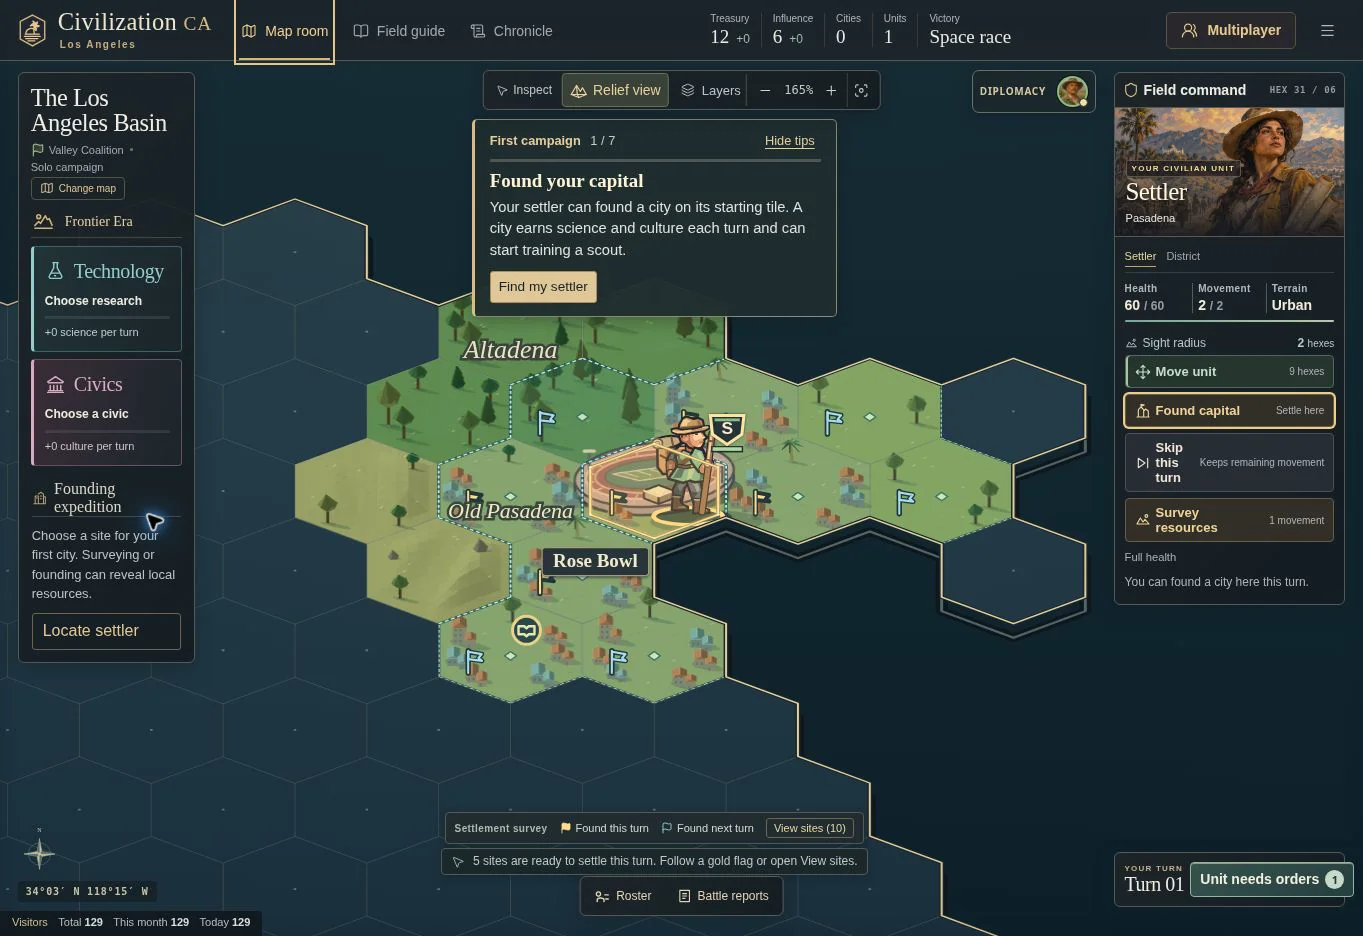 Civilization CA
Los Angeles
Map room
Field guide
Chronicle
Treasury
12 +0
Influence
6 +0
Cities
0
Units
1
Victory
Space race
Multiplayer
The Los
Angeles Basin
Valley Coalition •
Solo campaign
Change map
Frontier Era
Technology
Choose research
+0 science per turn
Civics
Choose a civic
+0 culture per turn
Founding
expedition
Choose a site for your
first city. Surveying or
founding can reveal local
resources.
Locate settler
Inspect
Relief view
Layers
165%
DIPLOMACY
First campaign 1 / 7
Hide tips
Found your capital
Your settler can found a city on its starting tile. A
city earns science and culture each turn and can
start training a scout.
Find my settler
Altadena
S
Old Pasadena
Rose Bowl
Field command
HEX 31 / 06
YOUR CIVILIAN UNIT
Settler
Pasadena
Settler
District
Health
60 / 60
Movement
2 / 2
Terrain
Urban
Sight radius
2 hexes
Move unit
9 hexes
Found capital
Settle here
Skip
this
turn
Keeps remaining movement
Survey
resources
1 movement
Full health
You can found a city here this turn.
Settlement survey
Found this turn
Found next turn
View sites (10)
5 sites are ready to settle this turn. Follow a gold flag or open View sites.
Roster
Battle reports
N
34°03′ N 118°15′ W
Visitors Total 129 This month 129 Today 129
YOUR TURN
Turn 01
Unit needs orders 1